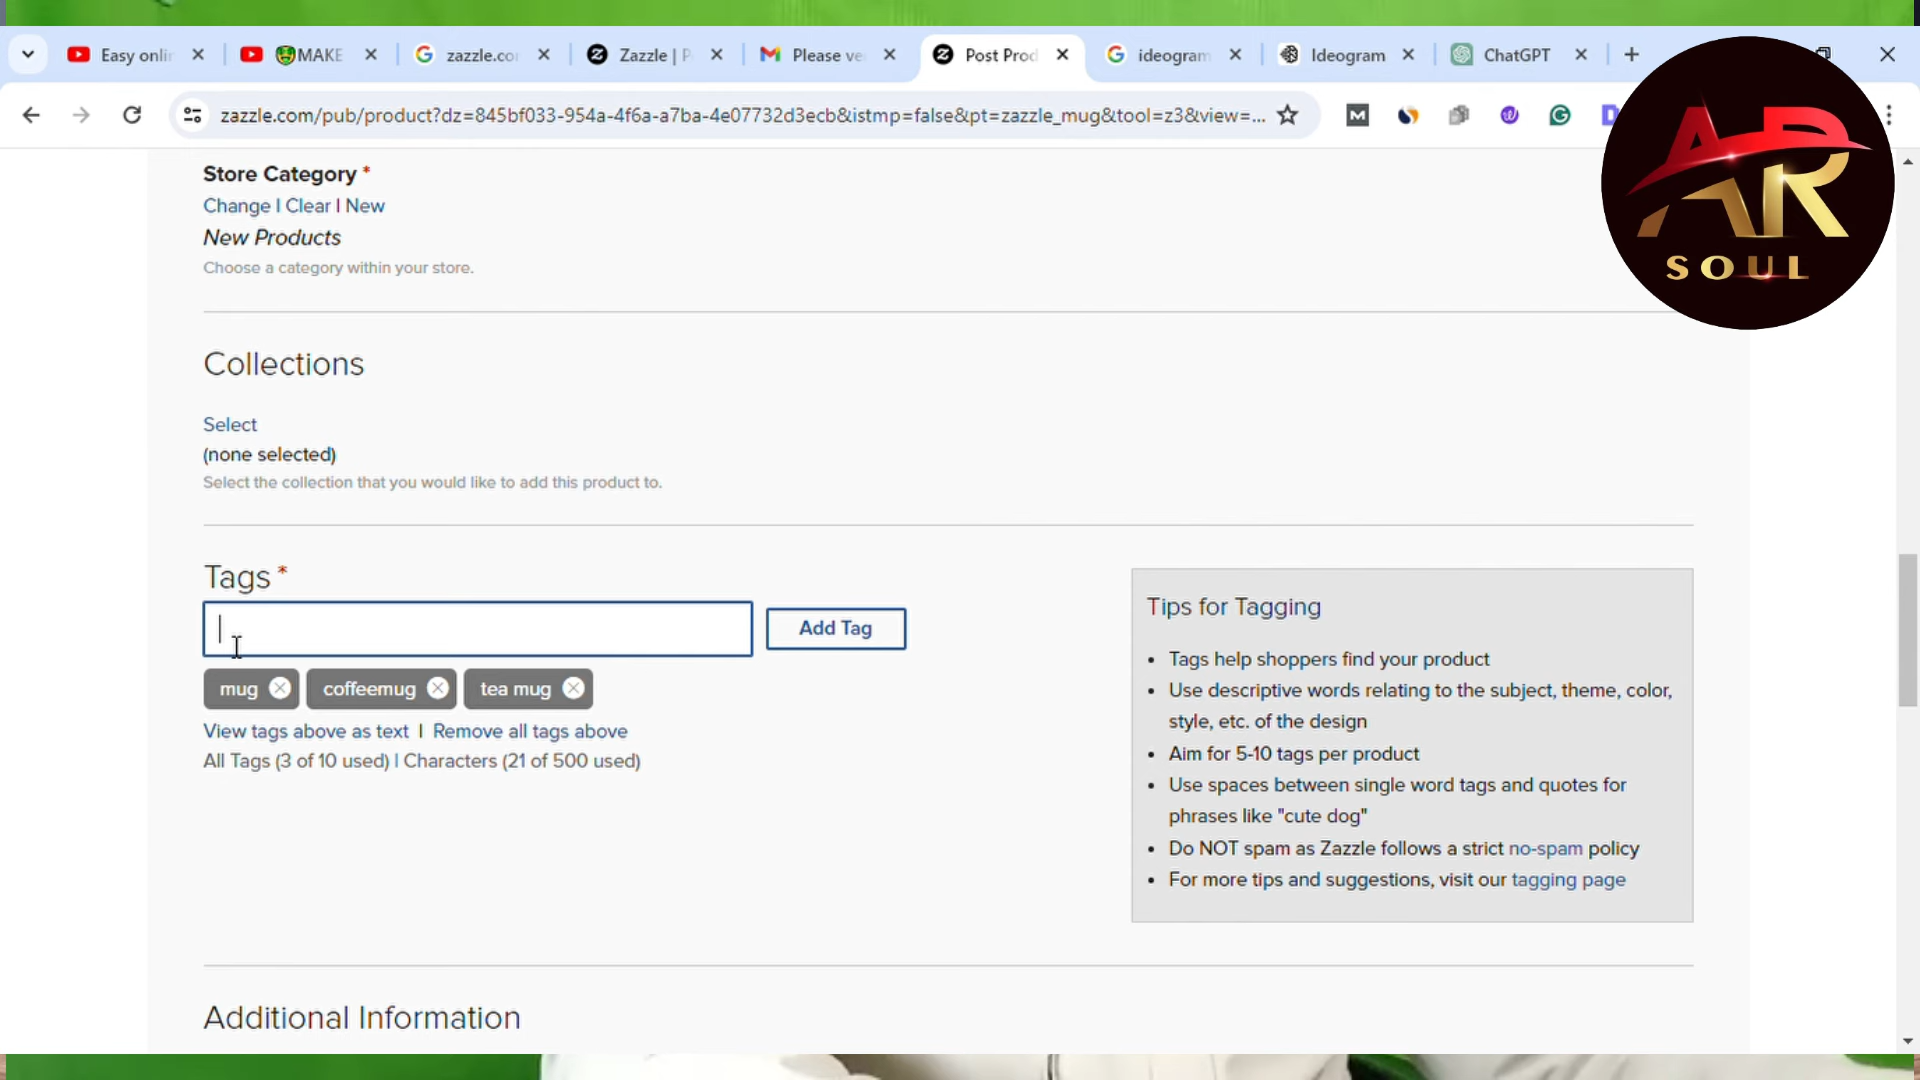 Easy onlin
MAKE
zazzle.cor
Zazzle | P
Please ve
Post Prod
ideogram
Ideogram
ChatGPT
zazzle.com/pub/product?dz=845bf033-954a-4f6a-a7ba-4e07732d3ecb&istmp=false&pt=zazzle_mug&tool=z3&view=...
AR
SOUL
Store Category *
Change | Clear | New
New Products
Choose a category within your store.
Collections
Select
(none selected)
Select the collection that you would like to add this product to.
Tags *
Add Tag
mug
coffeemug
tea mug
View tags above as text | Remove all tags above
All Tags (3 of 10 used) | Characters (21 of 500 used)
Tips for Tagging
• Tags help shoppers find your product
• Use descriptive words relating to the subject, theme, color,
style, etc. of the design
• Aim for 5-10 tags per product
• Use spaces between single word tags and quotes for
phrases like "cute dog"
• Do NOT spam as Zazzle follows a strict no-spam policy
• For more tips and suggestions, visit our tagging page
Additional Information